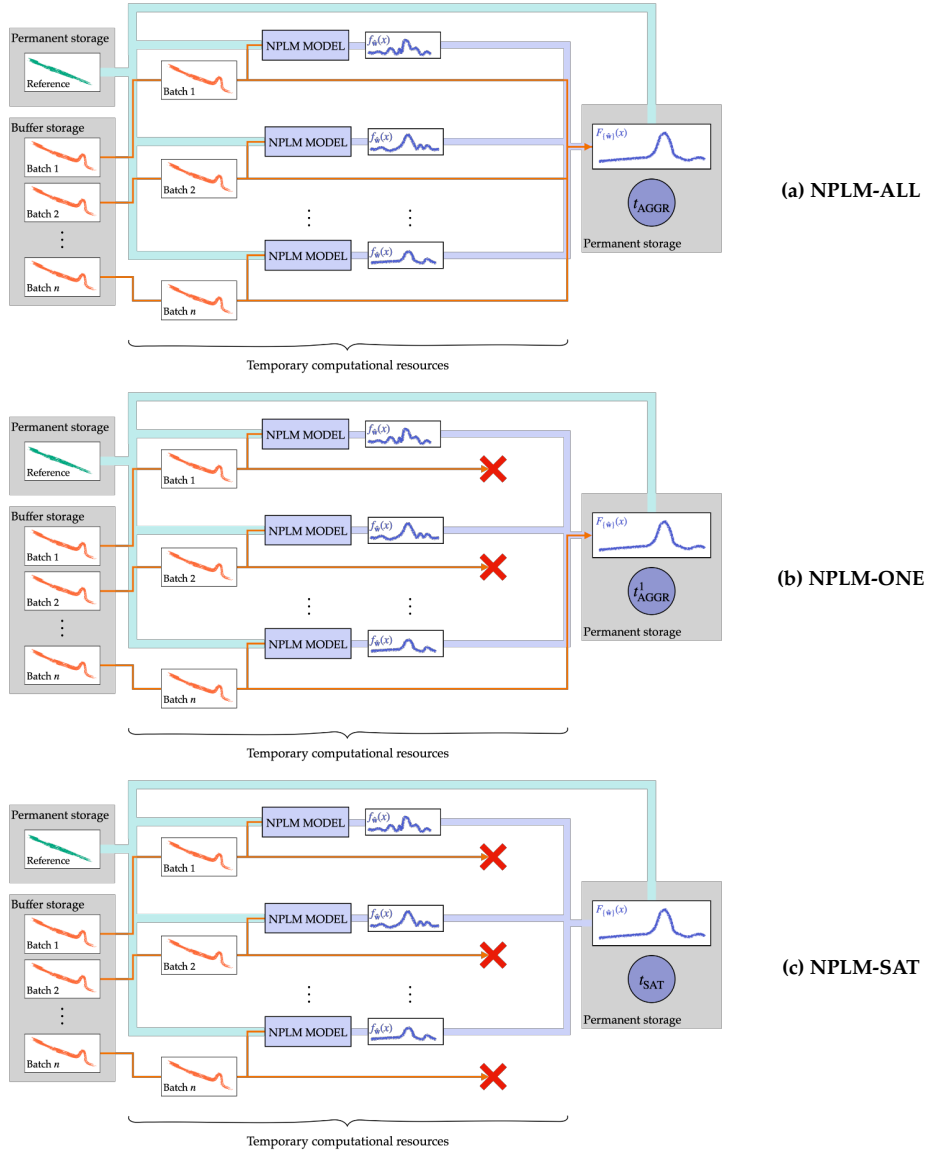 Permanent storage
Reference
Buffer storage
Batch 1
Batch 2
⋮
Batch n
Batch 1
Batch 2
Batch n
NPLM MODEL
f_ŵ(x)
NPLM MODEL
f_ŵ(x)
⋮ ⋮
NPLM MODEL
f_ŵ(x)
F_{ŵ}(x)
t_AGGR
Permanent storage
(a) NPLM-ALL
Temporary computational resources
Permanent storage
Reference
Buffer storage
Batch 1
Batch 2
⋮
Batch n
Batch 1
Batch 2
Batch n
NPLM MODEL
f_ŵ(x)
NPLM MODEL
f_ŵ(x)
⋮ ⋮
NPLM MODEL
f_ŵ(x)
F_{ŵ}(x)
t^1_AGGR
Permanent storage
(b) NPLM-ONE
Temporary computational resources
Permanent storage
Reference
Buffer storage
Batch 1
Batch 2
⋮
Batch n
Batch 1
Batch 2
Batch n
NPLM MODEL
f_ŵ(x)
NPLM MODEL
f_ŵ(x)
⋮ ⋮
NPLM MODEL
f_ŵ(x)
F_{ŵ}(x)
t_SAT
Permanent storage
(c) NPLM-SAT
Temporary computational resources